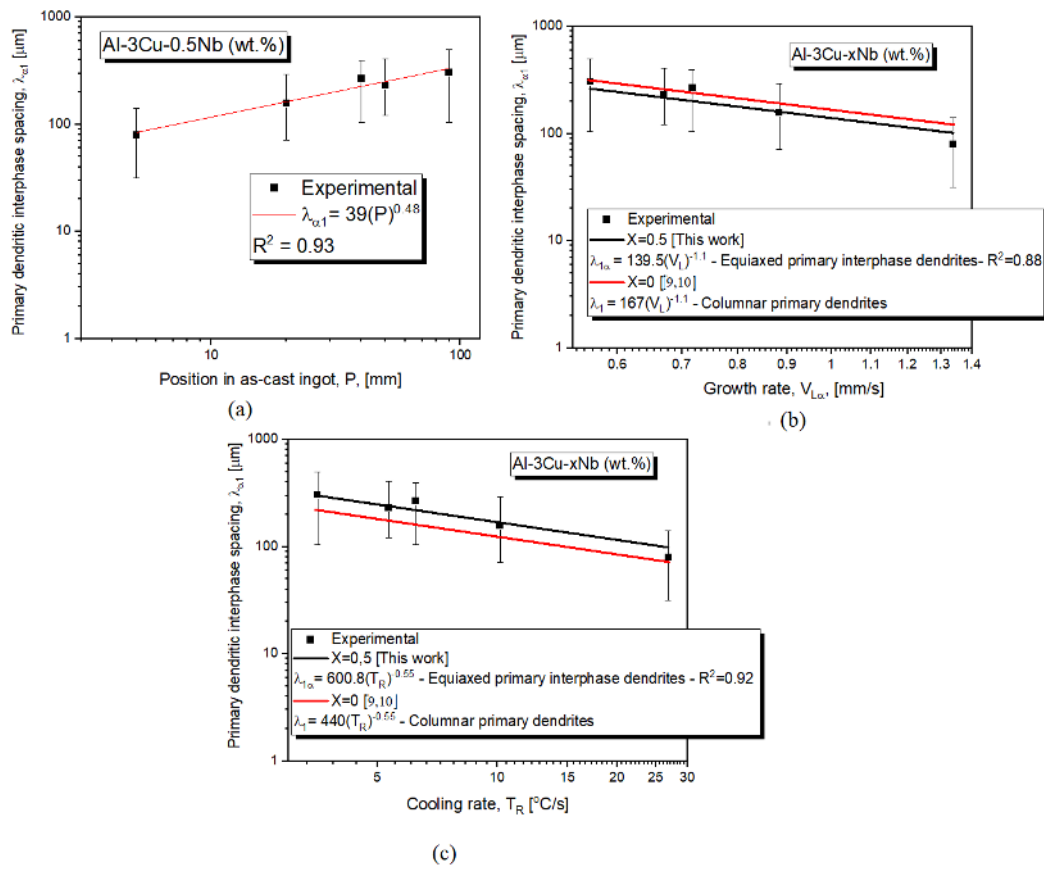 Al-3Cu-0.5Nb (wt.%)
Primary dendritic interphase spacing, λα1 [μm]
1000
100
10
1
Experimental
λα1 = 39(P)^0.48
R² = 0.93
10
100
Position in as-cast ingot, P, [mm]
(a)
Al-3Cu-xNb (wt.%)
Primary dendritic interphase spacing, λα1 [μm]
1000
100
10
1
Experimental
X=0.5 [This work]
λ1α = 139.5(VL)^-1.1 - Equiaxed primary interphase dendrites- R²=0.88
X=0 [9,10]
λ1 = 167(VL)^-1.1 - Columnar primary dendrites
0.6 0.7 0.8 0.9 1 1.1 1.2 1.3 1.4
Growth rate, VLα, [mm/s]
(b)
Al-3Cu-xNb (wt.%)
Primary dendritic interphase spacing, λα1 [μm]
1000
100
10
1
Experimental
X=0,5 [This work]
λ1α = 600.8(TR)^-0.55 - Equiaxed primary interphase dendrites - R²=0.92
X=0 [9,10]
λ1 = 440(TR)^-0.55 - Columnar primary dendrites
5 10 15 20 25 30
Cooling rate, TR [°C/s]
(c)